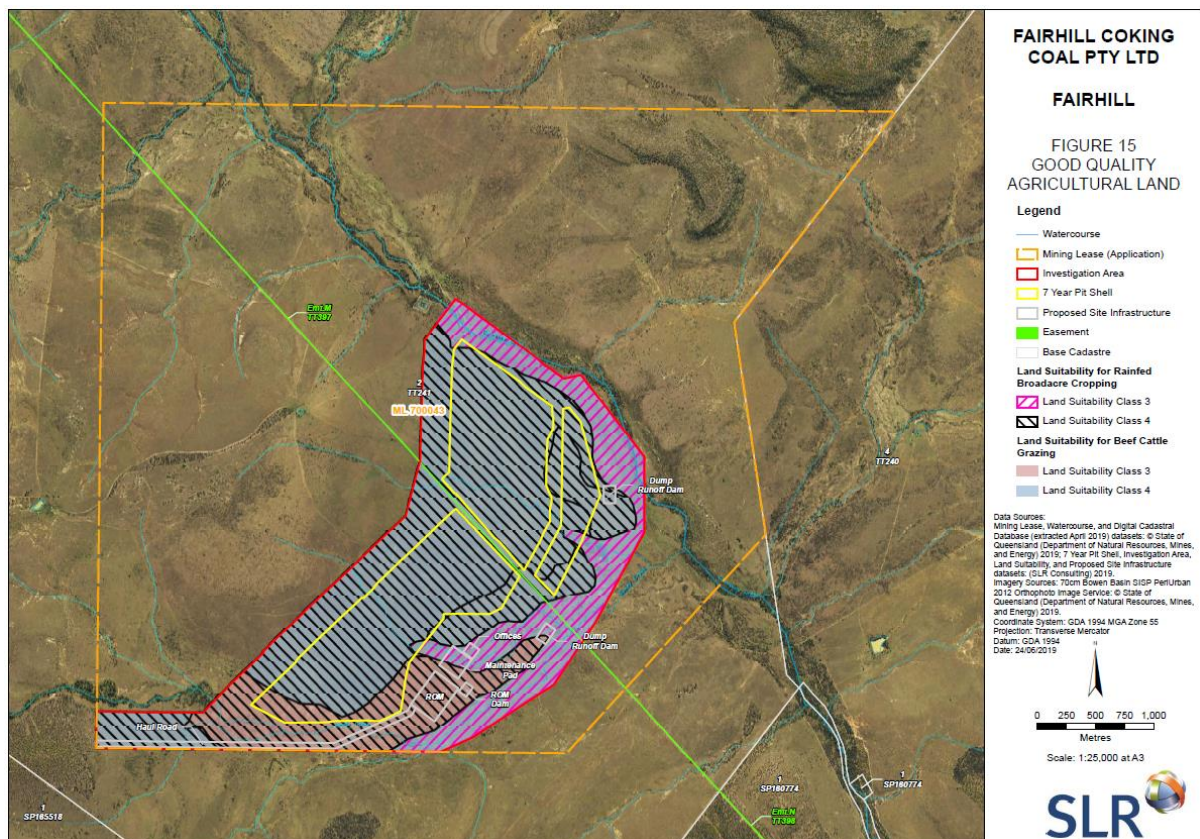 FAIRHILL COKING
COAL PTY LTD
FAIRHILL
FIGURE 15
GOOD QUALITY
AGRICULTURAL LAND
Legend
Watercourse
Mining Lease (Application)
Investigation Area
7 Year Pit Shell
Proposed Site Infrastructure
Easement
Base Cadastre
Land Suitability for Rainfed
Broadacre Cropping
Land Suitability Class 3
Land Suitability Class 4
Land Suitability for Beef Cattle
Grazing
Land Suitability Class 3
Land Suitability Class 4
Data Sources:
Mining Lease, Watercourse, and Digital Cadastral
Database (extracted April 2019) datasets: © State of
Queensland (Department of Natural Resources, Mines,
and Energy) 2019; 7 Year Pit Shell, Investigation Area,
Land Suitability, and Proposed Site Infrastructure
datasets: (SLR Consulting) 2019.
Imagery Sources: 70cm Bowen Basin SISP PeriUrban
2012 Orthophoto Image Service: © State of
Queensland (Department of Natural Resources, Mines,
and Energy) 2019.
Coordinate System: GDA 1994 MGA Zone 55
Projection: Transverse Mercator
Datum: GDA 1994
Date: 24/06/2019
N
0 250 500 750 1,000
Metres
Scale: 1:25,000 at A3
SLR
Emt.M
TT397
2
TT241
ML 700043
4
TT240
Dump
Runoff Dam
Offices
Dump
Runoff Dam
Maintenance
Pad
ROM
ROM
Dam
Haul Road
1
SP165518
1
SP160774
1
SP160774
Emt.N
TT398